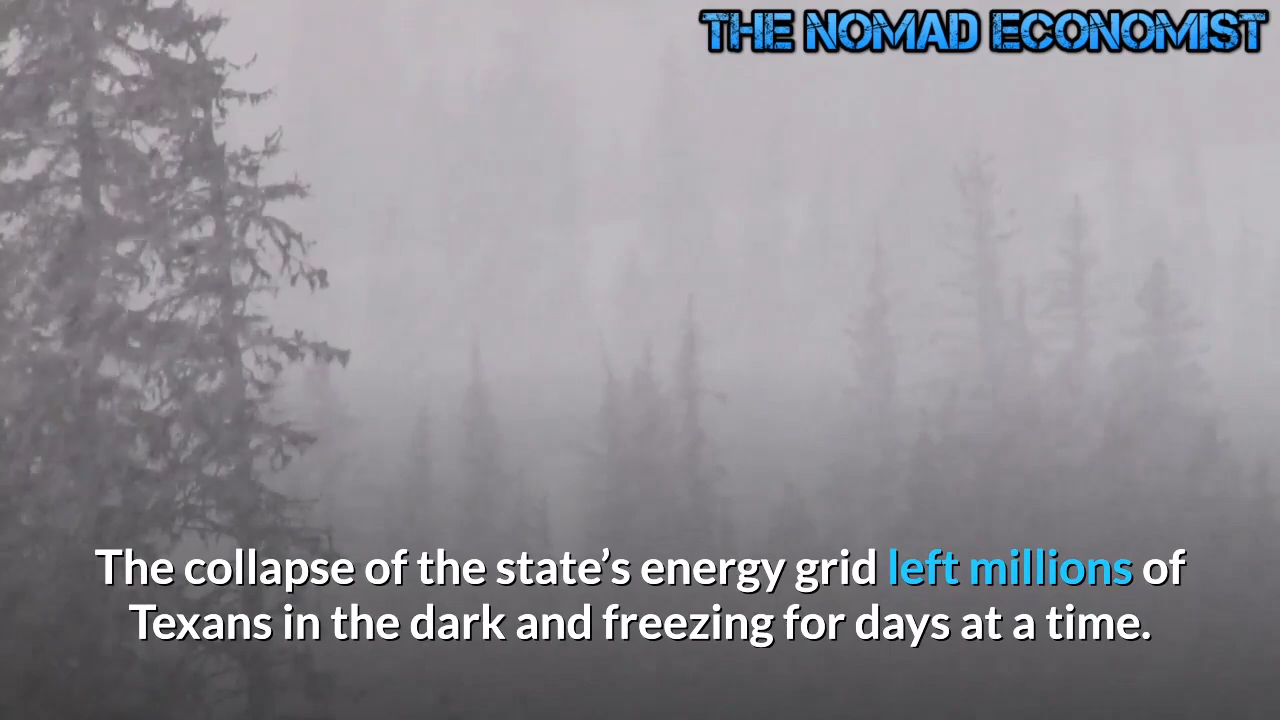 THE NOMAD ECONOMIST
The collapse of the state’s energy grid left millions of
Texans in the dark and freezing for days at a time.